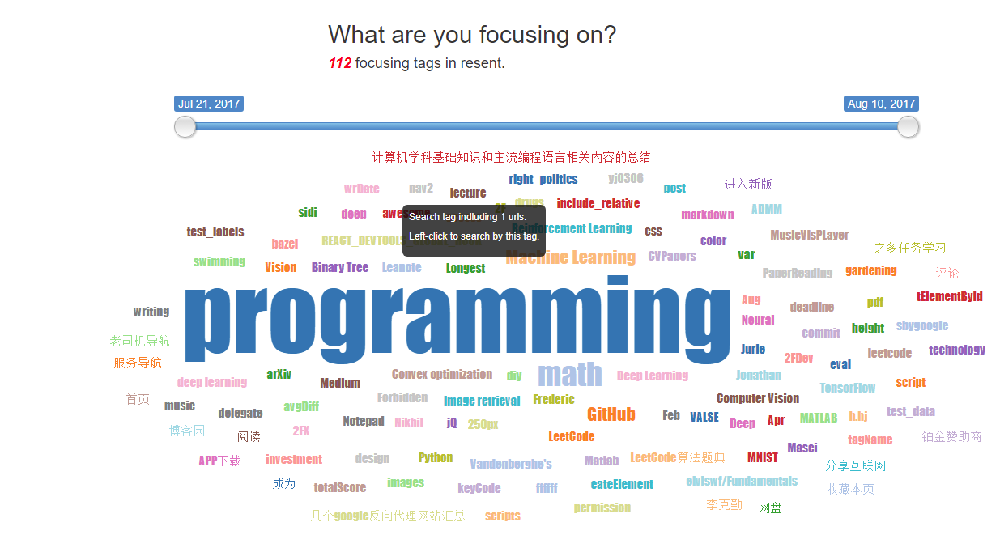 What are you focusing on?
112 focusing tags in resent.
Jul 21, 2017 Aug 10, 2017
计算机学科基础知识和主流编程语言相关内容的总结
right_politics yj0306
wrDate nav2 lecture post 进入新版
2F drugs include_relative
sidi deep awesome markdown ADMM
Search tag indluding 1 urls.
Left-click to search by this tag.
test_labels Reinforcement Learning css MusicVisPLayer
bazel REACT_DEVTOOLS color 之多任务学习
swimming Vision Binary Tree Leanote Longest Machine Learning CVPapers var
PaperReading gardening 评论
programming
writing Aug deadline pdf tElementById
Neural commit height sbygoogle
老司机导航 Jurie 2FDev leetcode technology
服务导航 eval
deep learning arXiv Medium Convex optimization diy math Deep Learning Jonathan TensorFlow script
首页 music avgDiff Forbidden Image retrieval Frederic Computer Vision
delegate Notepad Nikhil jQ 250px GitHub Feb VALSE Deep Apr MATLAB h.hj test_data
博客园 阅读 2FX LeetCode tagName 铂金赞助商
APP下载 investment design Python Vandenberghe's Matlab LeetCode算法题典 MNIST Masci 分享互联网
成为 totalScore images keyCode ffffff eateElement elviswf/Fundamentals 收藏本页
几个google反向代理网站汇总 scripts permission 李克勤 网盘